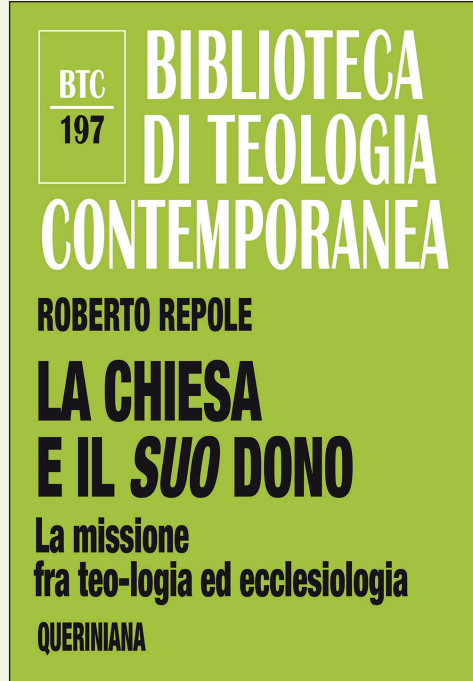 BTC
197
BIBLIOTECA
DI TEOLOGIA
CONTEMPORANEA
ROBERTO REPOLE
LA CHIESA
E IL SUO DONO
La missione
fra teo-logia ed ecclesiologia
QUERINIANA